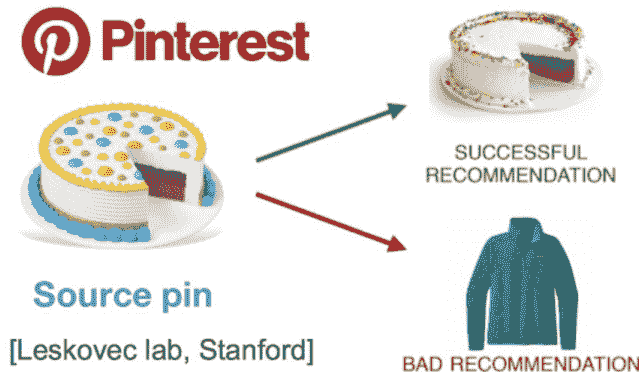 Pinterest
SUCCESSFUL
RECOMMENDATION
Source pin
[Leskovec lab, Stanford]
BAD RECOMMENDATION